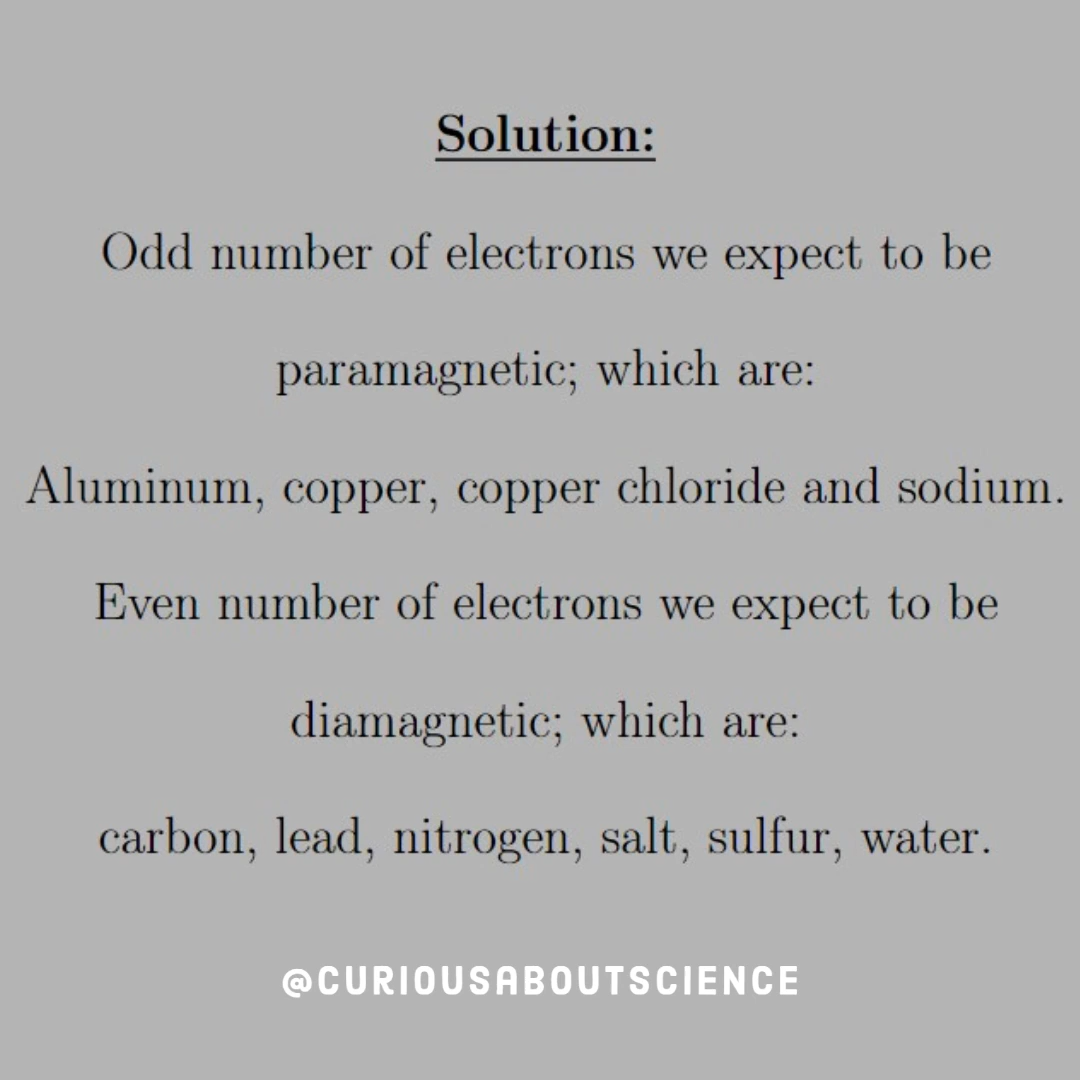 Solution:
Odd number of electrons we expect to be
paramagnetic; which are:
Aluminum, copper, copper chloride and sodium.
Even number of electrons we expect to be
diamagnetic; which are:
carbon, lead, nitrogen, salt, sulfur, water.
@CURIOUSABOUTSCIENCE